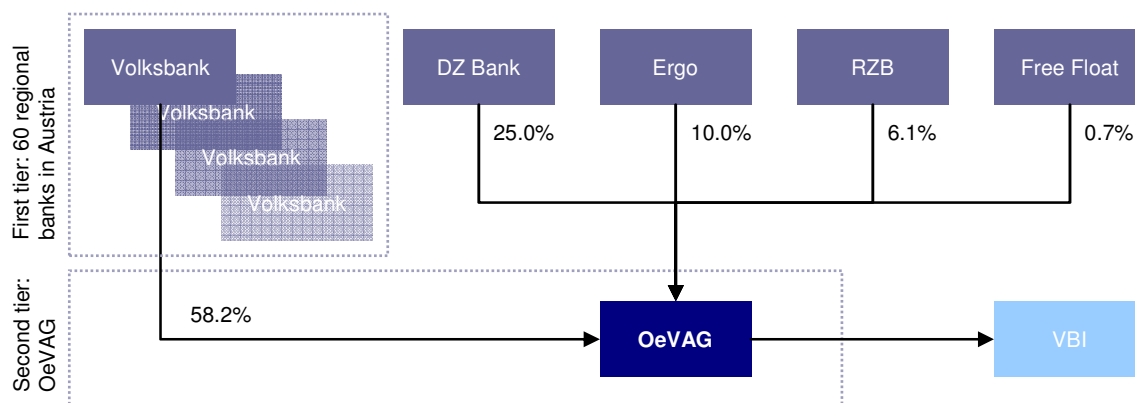 First tier: 60 regional
banks in Austria
Volksbank
Volksbank
Volksbank
Volksbank
DZ Bank
Ergo
RZB
Free Float
25.0%
10.0%
6.1%
0.7%
Second tier:
OeVAG
58.2%
OeVAG
VBI